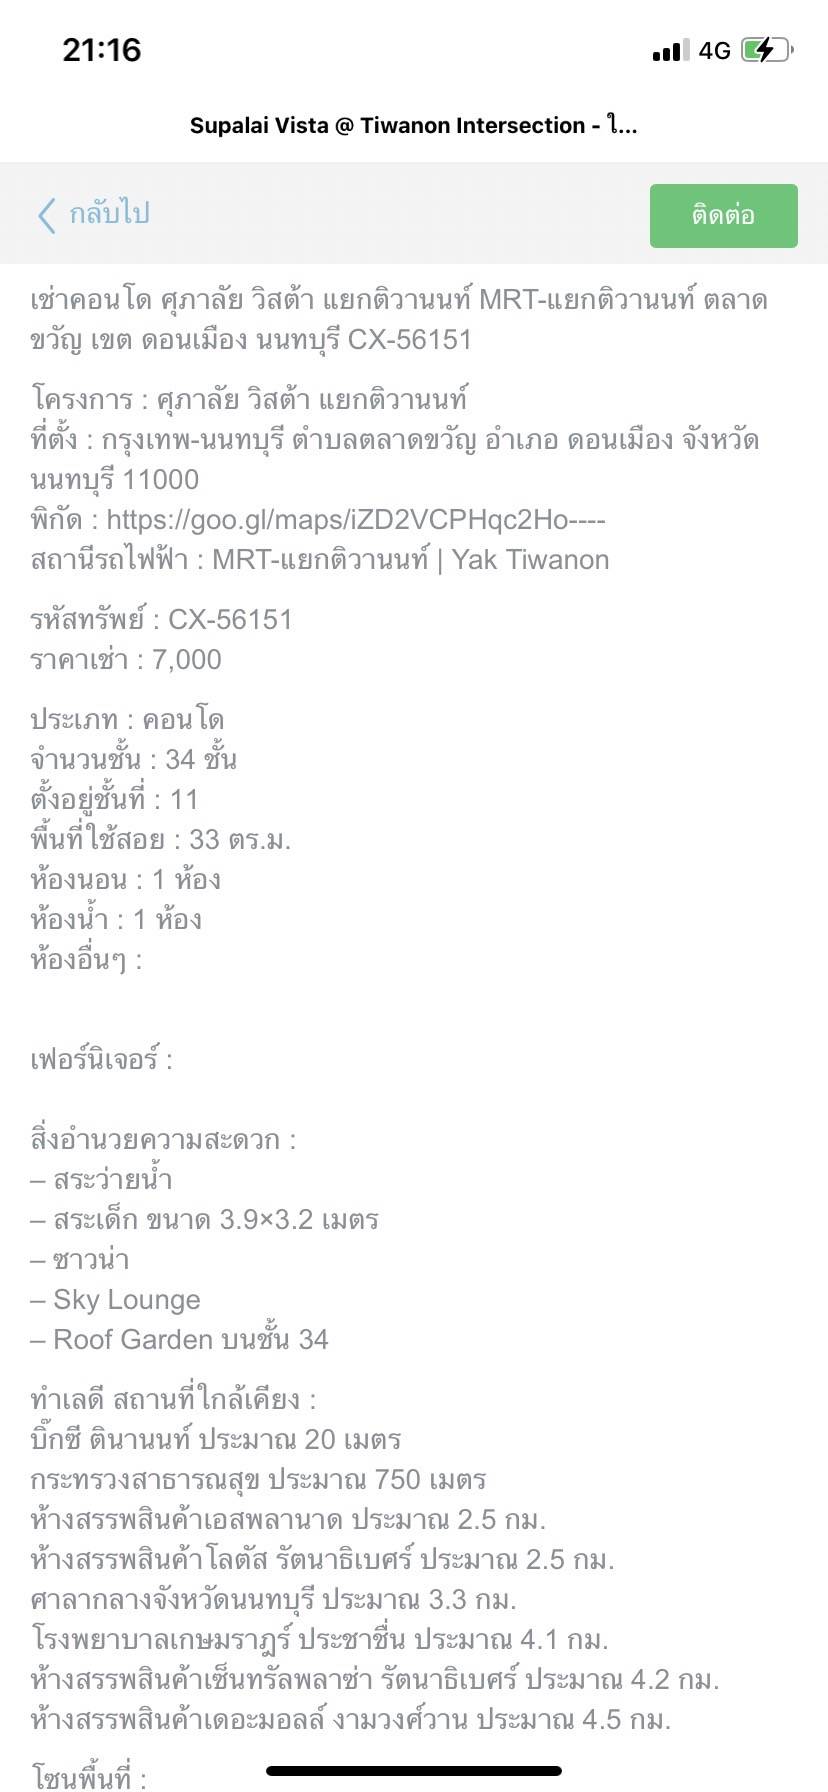 21:16
4G
Supalai Vista @ Tiwanon Intersection - ใ...
กลับไป
ติดต่อ
เช่าคอนโด ศุภาลัย วิสต้า แยกติวานนท์ MRT-แยกติวานนท์ ตลาด
ขวัญ เขต ดอนเมือง นนทบุรี CX-56151
โครงการ : ศุภาลัย วิสต้า แยกติวานนท์
ที่ตั้ง : กรุงเทพ-นนทบุรี ตำบลตลาดขวัญ อำเภอ ดอนเมือง จังหวัด
นนทบุรี 11000
พิกัด : https://goo.gl/maps/iZD2VCPHqc2Ho----
สถานีรถไฟฟ้า : MRT-แยกติวานนท์ | Yak Tiwanon
รหัสทรัพย์ : CX-56151
ราคาเช่า : 7,000
ประเภท : คอนโด
จำนวนชั้น : 34 ชั้น
ตั้งอยู่ชั้นที่ : 11
พื้นที่ใช้สอย : 33 ตร.ม.
ห้องนอน : 1 ห้อง
ห้องน้ำ : 1 ห้อง
ห้องอื่นๆ :
เฟอร์นิเจอร์ :
สิ่งอำนวยความสะดวก :
– สระว่ายน้ำ
– สระเด็ก ขนาด 3.9×3.2 เมตร
– ซาวน่า
– Sky Lounge
– Roof Garden บนชั้น 34
ทำเลดี สถานที่ใกล้เคียง :
บิ๊กซี ตินานนท์ ประมาณ 20 เมตร
กระทรวงสาธารณสุข ประมาณ 750 เมตร
ห้างสรรพสินค้าเอสพลานาด ประมาณ 2.5 กม.
ห้างสรรพสินค้าโลตัส รัตนาธิเบศร์ ประมาณ 2.5 กม.
ศาลากลางจังหวัดนนทบุรี ประมาณ 3.3 กม.
โรงพยาบาลเกษมราฎร์ ประชาชื่น ประมาณ 4.1 กม.
ห้างสรรพสินค้าเซ็นทรัลพลาซ่า รัตนาธิเบศร์ ประมาณ 4.2 กม.
ห้างสรรพสินค้าเดอะมอลล์ งามวงศ์วาน ประมาณ 4.5 กม.
โซนพื้นที่ :